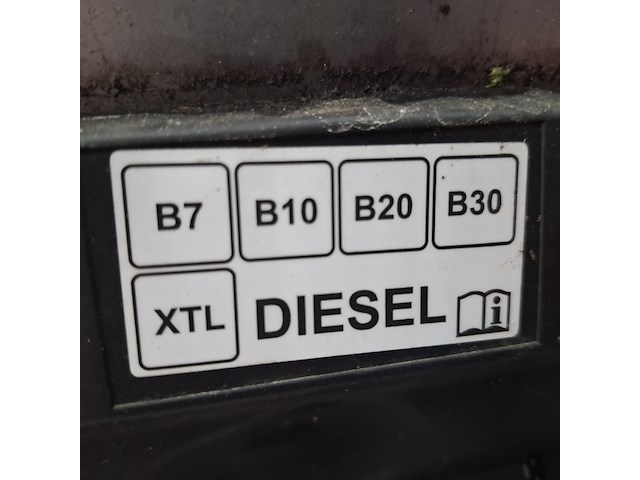 B7 B10 B20 B30
XTL DIESEL i